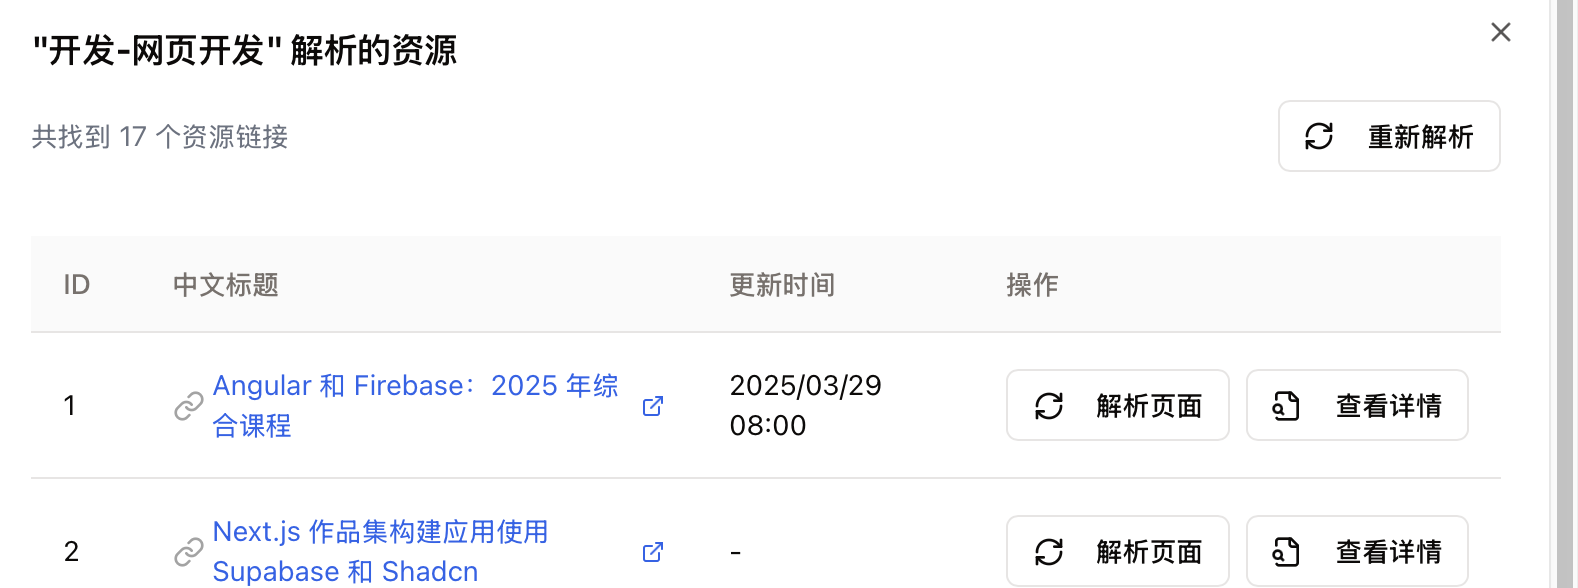 "开发-网页开发" 解析的资源
共找到 17 个资源链接
重新解析
ID 中文标题 更新时间 操作
1
Angular 和 Firebase：2025 年综
合课程
2025/03/29
08:00
解析页面
查看详情
2
Next.js 作品集构建应用使用
Supabase 和 Shadcn
-
解析页面
查看详情